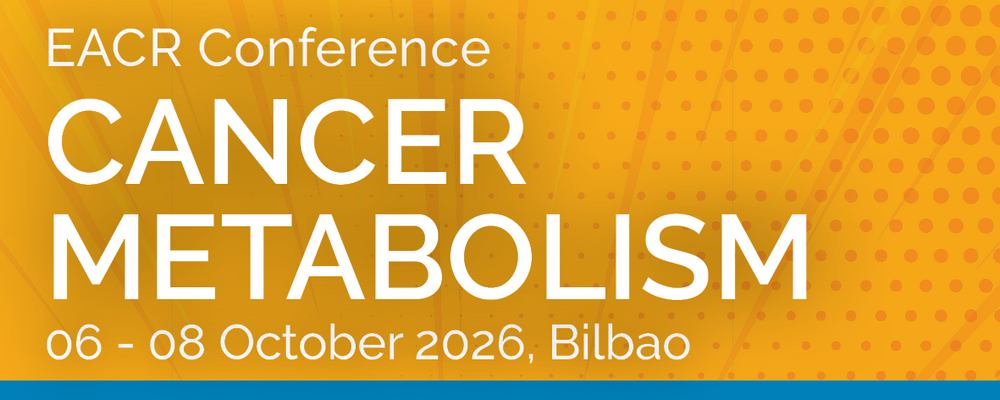 EACR Conference
CANCER
METABOLISM
06 - 08 October 2026, Bilbao